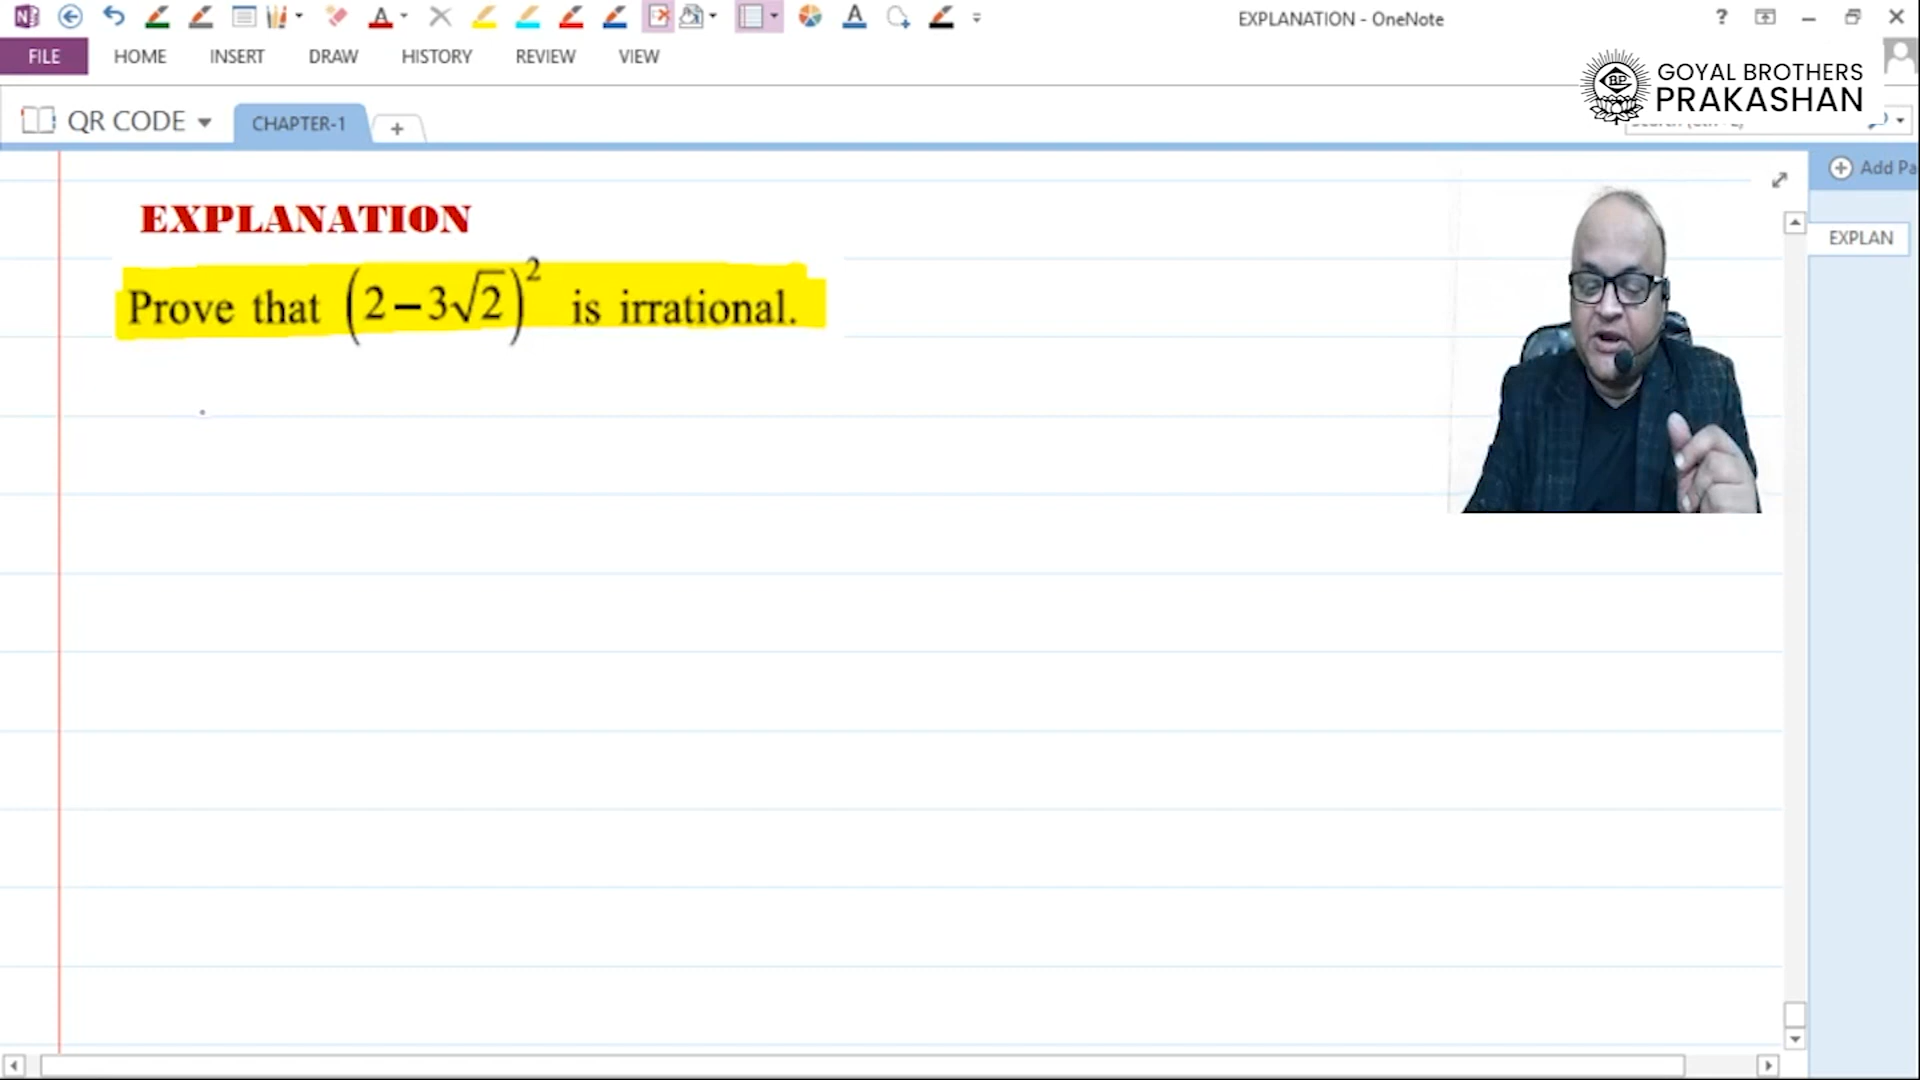 EXPLANATION - OneNote
?
FILE HOME INSERT DRAW HISTORY REVIEW VIEW
GOYAL BROTHERS
PRAKASHAN
BP
QR CODE
CHAPTER-1
+
Add Pa
EXPLAN
EXPLANATION
Prove that (2−3√2)² is irrational.